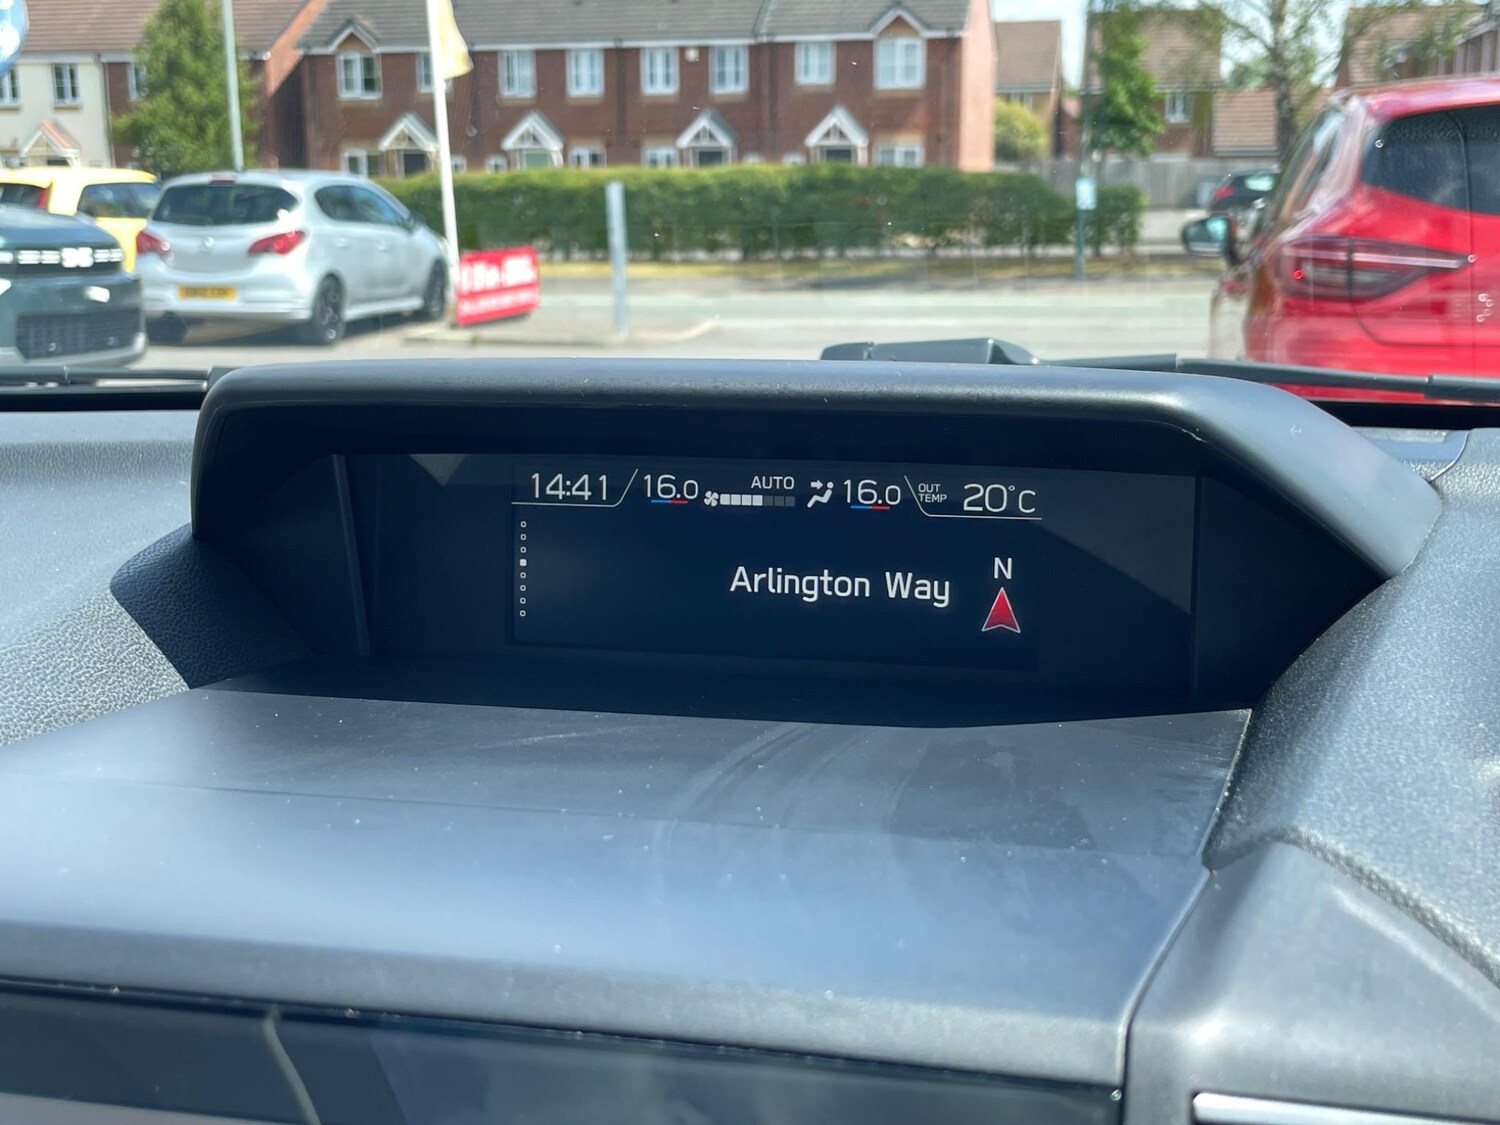 14:41 16.0 AUTO 16.0 OUT TEMP 20°C
Arlington Way
N